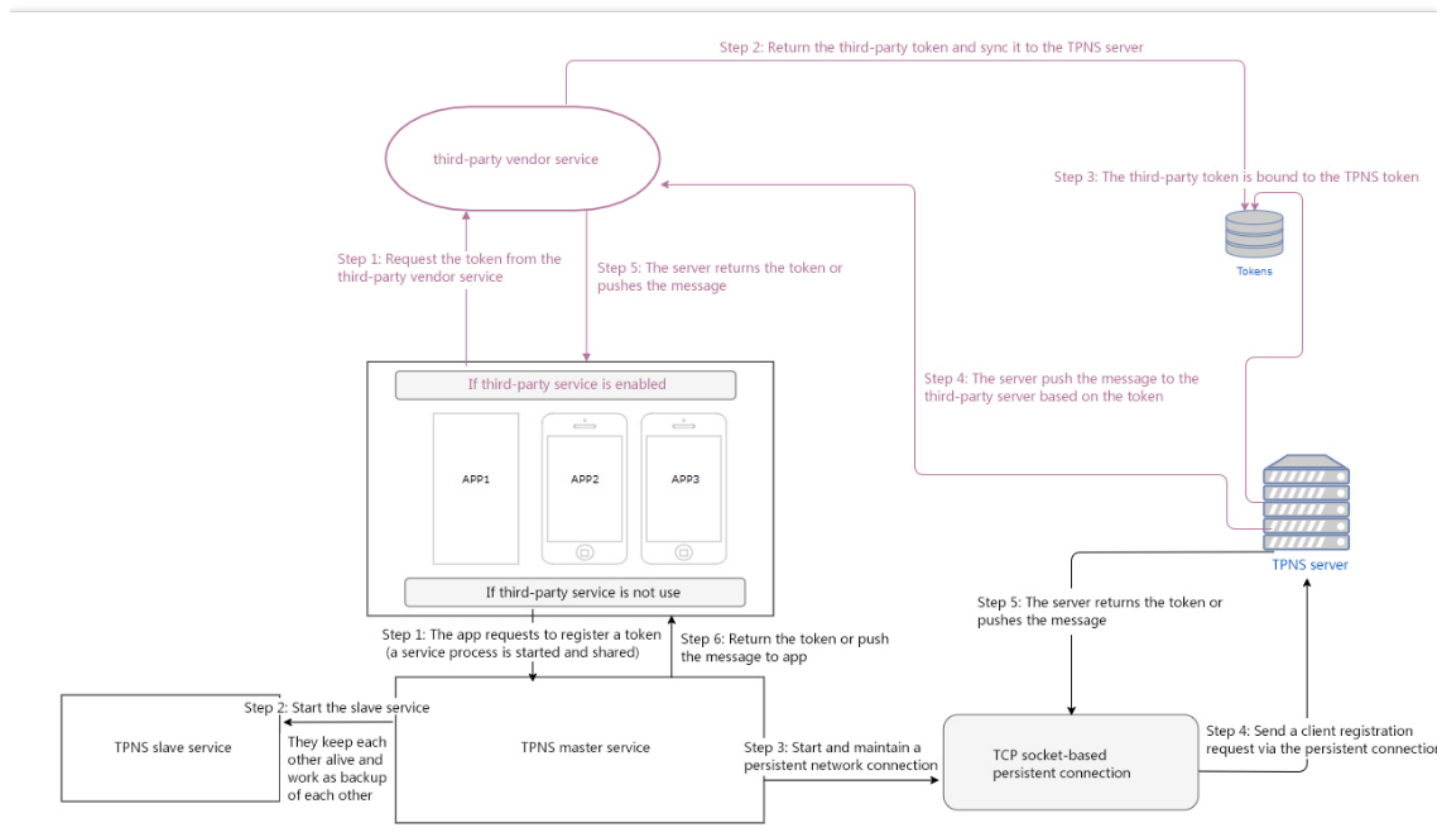 Step 2: Return the third-party token and sync it to the TPNS server
third-party vendor service
Step 3: The third-party token is bound to the TPNS token
Step 1: Request the token from the
third-party vendor service
Step 5: The server returns the token or
pushes the message
Tokens
If third-party service is enabled
Step 4: The server push the message to the
third-party server based on the token
APP1
APP2
APP3
TPNS server
If third-party service is not use
Step 5: The server returns the token or
pushes the message
Step 1: The app requests to register a token
(a service process is started and shared)
Step 6: Return the token or push
the message to app
Step 2: Start the slave service
TPNS slave service
They keep each
other alive and
work as backup
of each other
TPNS master service
Step 3: Start and maintain a
persistent network connection
TCP socket-based
persistent connection
Step 4: Send a client registration
request via the persistent connection